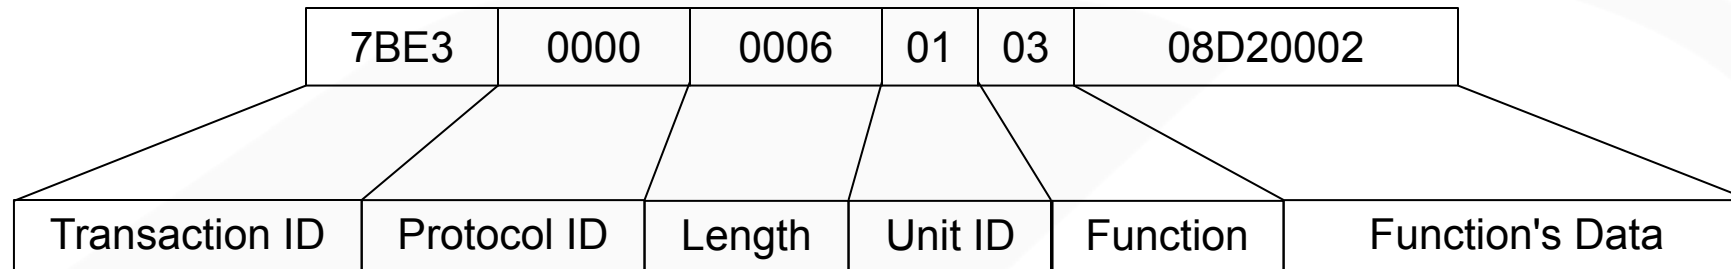 7BE3 0000 0006 01 03 08D20002
Transaction ID Protocol ID Length Unit ID Function Function's Data